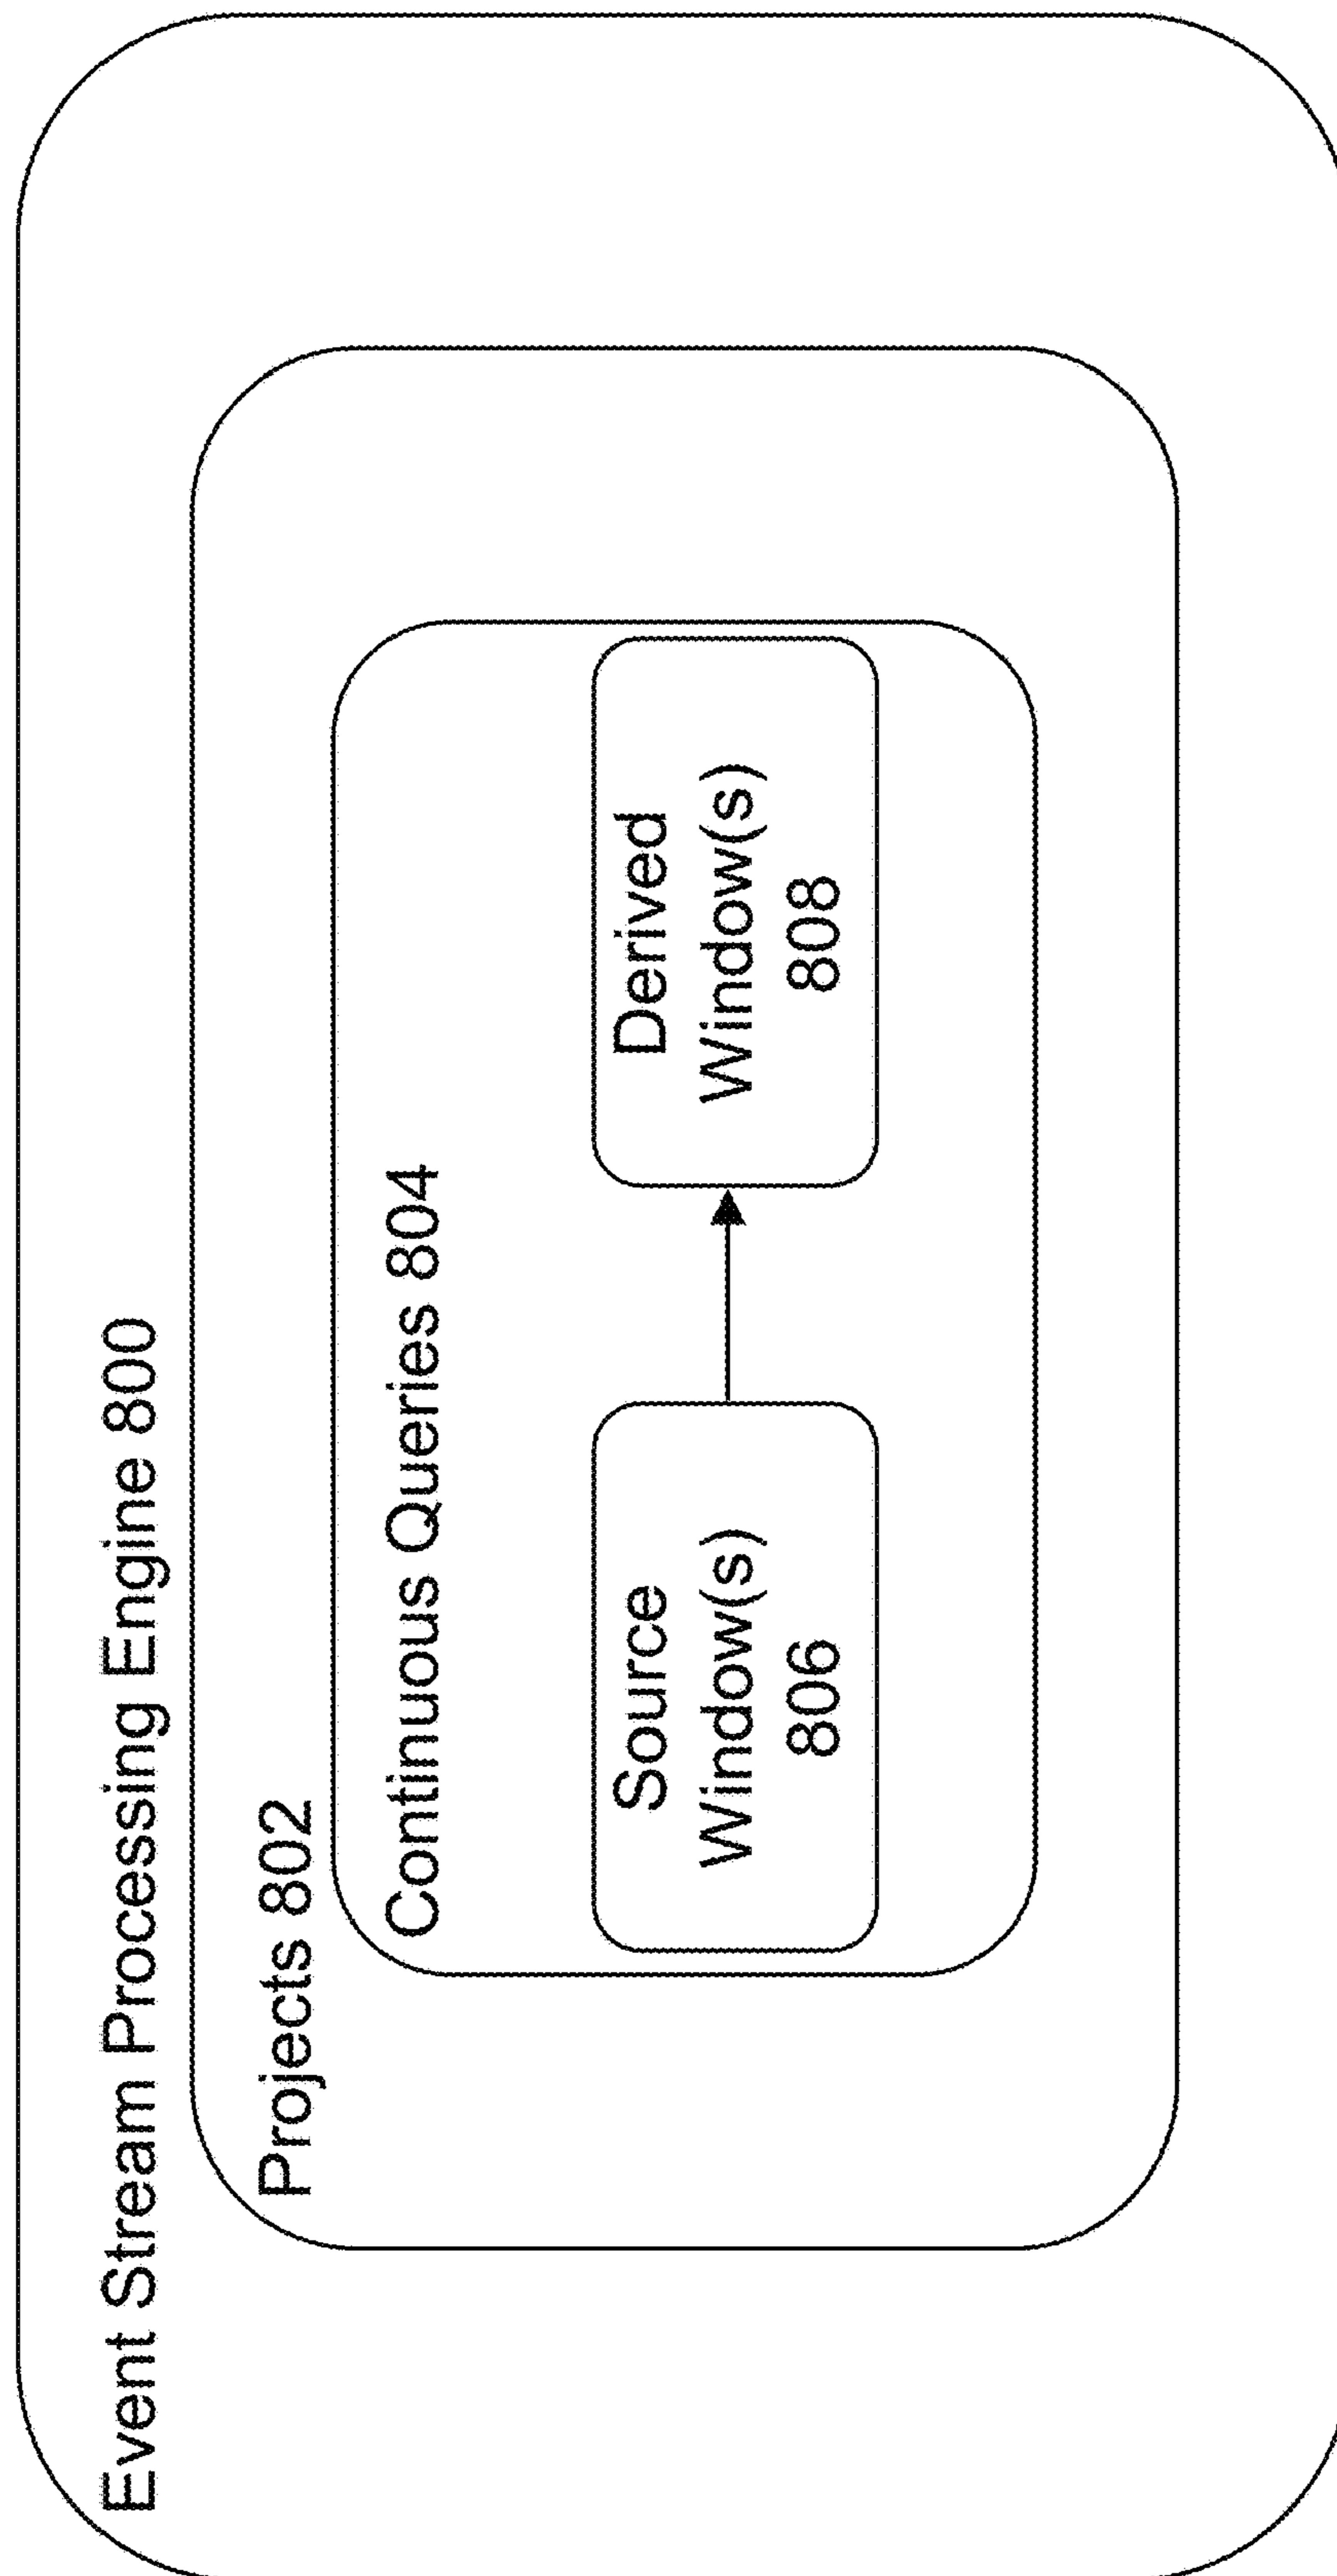 Event Stream Processing Engine 800
Projects 802
Continuous Queries 804
Source
Window(s)
806
Derived
Window(s)
808